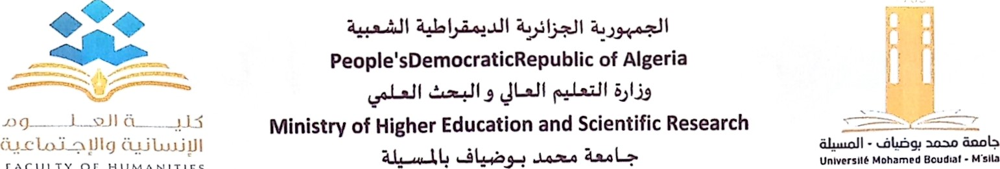 الجمهورية الجزائرية الديمقراطية الشعبية
People'sDemocraticRepublic of Algeria
وزارة التعليم العالي و البحث العلمي
Ministry of Higher Education and Scientific Research
جامعة محمد بوضياف بالمسيلة
كلية العلوم
الإنسانية والإجتماعية
FACULTY OF HUMANITIES
جامعة محمد بوضياف - المسيلة
Université Mohamed Boudiaf - M'sila